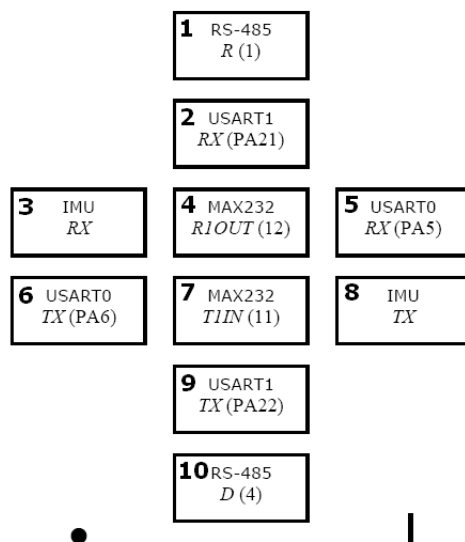 1 RS-485
R (1)
2 USART1
RX (PA21)
3 IMU
RX
4 MAX232
R1OUT (12)
5 USART0
RX (PA5)
6 USART0
TX (PA6)
7 MAX232
T1IN (11)
8 IMU
TX
9 USART1
TX (PA22)
10 RS-485
D (4)